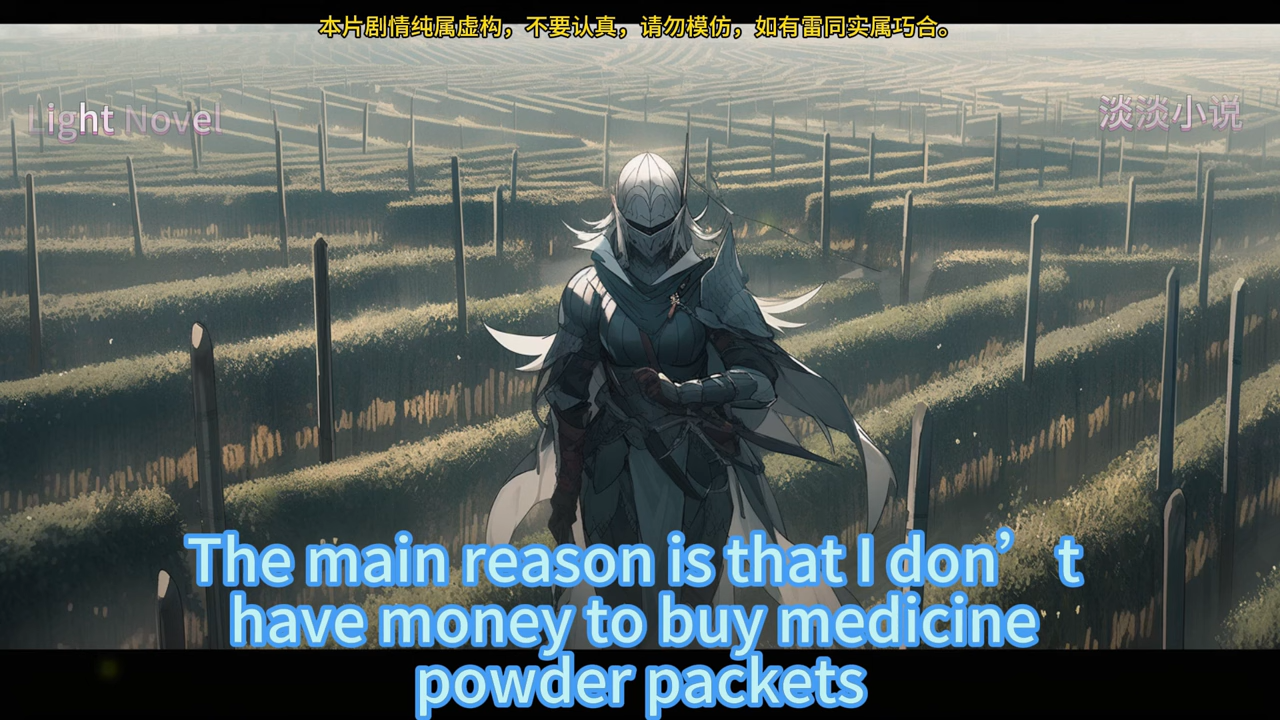 本片剧情纯属虚构，不要认真，请勿模仿，如有雷同实属巧合。
Light Novel
淡淡小说
The main reason is that I don’t
have money to buy medicine
powder packets